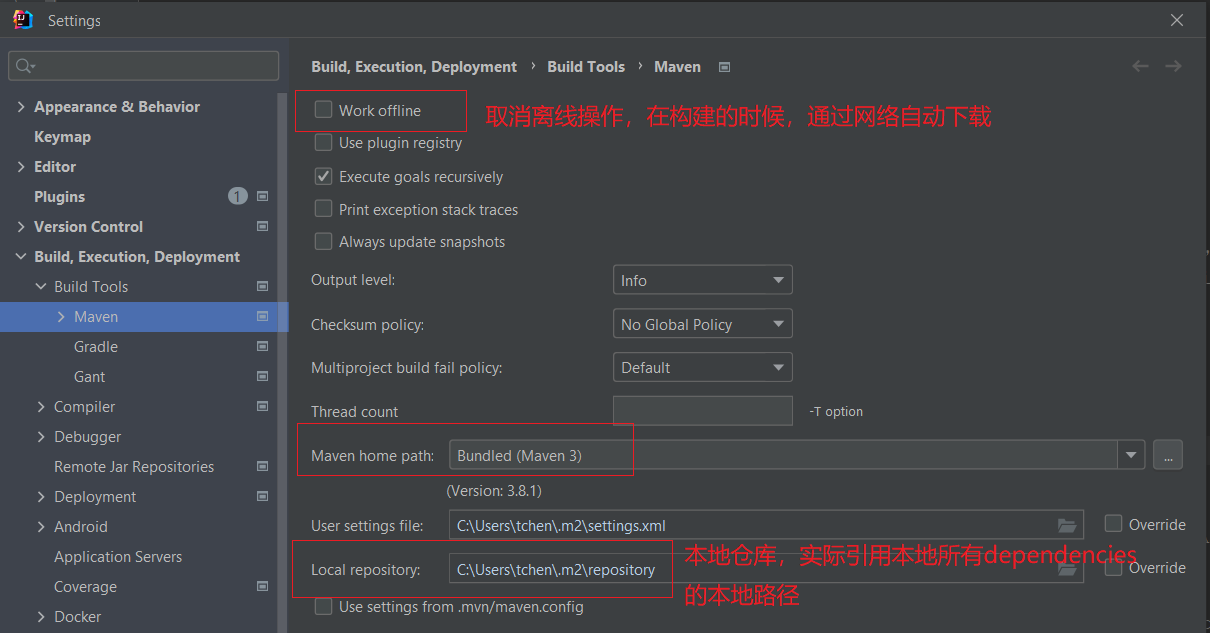 Settings
Build, Execution, Deployment › Build Tools › Maven
Appearance & Behavior
Keymap
Editor
Plugins 1
Version Control
Build, Execution, Deployment
Build Tools
Maven
Gradle
Gant
Compiler
Debugger
Remote Jar Repositories
Deployment
Android
Application Servers
Coverage
Docker
Work offline
取消离线操作，在构建的时候，通过网络自动下载
Use plugin registry
Execute goals recursively
Print exception stack traces
Always update snapshots
Output level: Info
Checksum policy: No Global Policy
Multiproject build fail policy: Default
Thread count -T option
Maven home path: Bundled (Maven 3) ...
(Version: 3.8.1)
User settings file: C:\Users\tchen\.m2\settings.xml Override
Local repository: C:\Users\tchen\.m2\repository Override
本地仓库，实际引用本地所有dependencies
的本地路径
Use settings from .mvn/maven.config